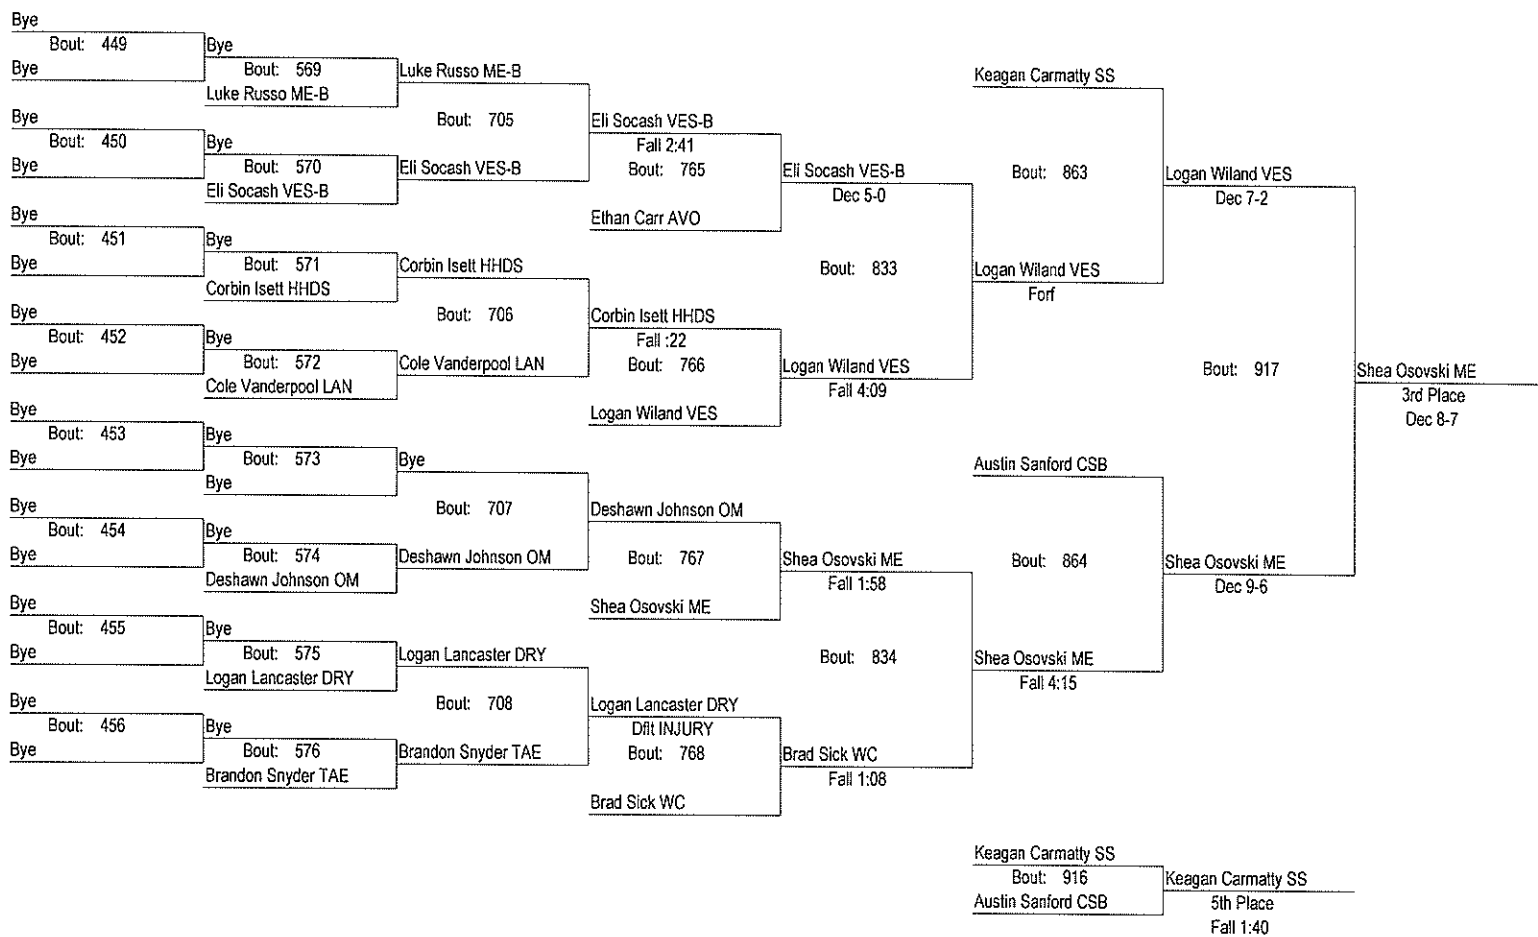 Bye
Bout: 449
Bye
Bye
Bout: 450
Bye
Bye
Bout: 451
Bye
Bye
Bout: 452
Bye
Bye
Bout: 453
Bye
Bye
Bout: 454
Bye
Bye
Bout: 455
Bye
Bye
Bout: 456
Bye
Bye
Bout: 569
Luke Russo ME-B
Bye
Bout: 570
Eli Socash VES-B
Bye
Bout: 571
Corbin Isett HHDS
Bye
Bout: 572
Cole Vanderpool LAN
Bye
Bout: 573
Bye
Bye
Bout: 574
Deshawn Johnson OM
Bye
Bout: 575
Logan Lancaster DRY
Bye
Bout: 576
Brandon Snyder TAE
Luke Russo ME-B
Bout: 705
Eli Socash VES-B
Corbin Isett HHDS
Bout: 706
Cole Vanderpool LAN
Bye
Bout: 707
Deshawn Johnson OM
Logan Lancaster DRY
Bout: 708
Brandon Snyder TAE
Eli Socash VES-B
Fall 2:41
Bout: 765
Ethan Carr AVO
Corbin Isett HHDS
Fall :22
Bout: 766
Logan Wiland VES
Deshawn Johnson OM
Bout: 767
Shea Osovski ME
Logan Lancaster DRY
Dflt INJURY
Bout: 768
Brad Sick WC
Eli Socash VES-B
Dec 5-0
Bout: 833
Logan Wiland VES
Fall 4:09
Shea Osovski ME
Fall 1:58
Bout: 834
Brad Sick WC
Fall 1:08
Keagan Carmatty SS
Bout: 863
Logan Wiland VES
Forf
Austin Sanford CSB
Bout: 864
Shea Osovski ME
Fall 4:15
Logan Wiland VES
Dec 7-2
Bout: 917
Shea Osovski ME
Dec 9-6
Shea Osovski ME
3rd Place
Dec 8-7
Keagan Carmatty SS
Bout: 916
Austin Sanford CSB
Keagan Carmatty SS
5th Place
Fall 1:40